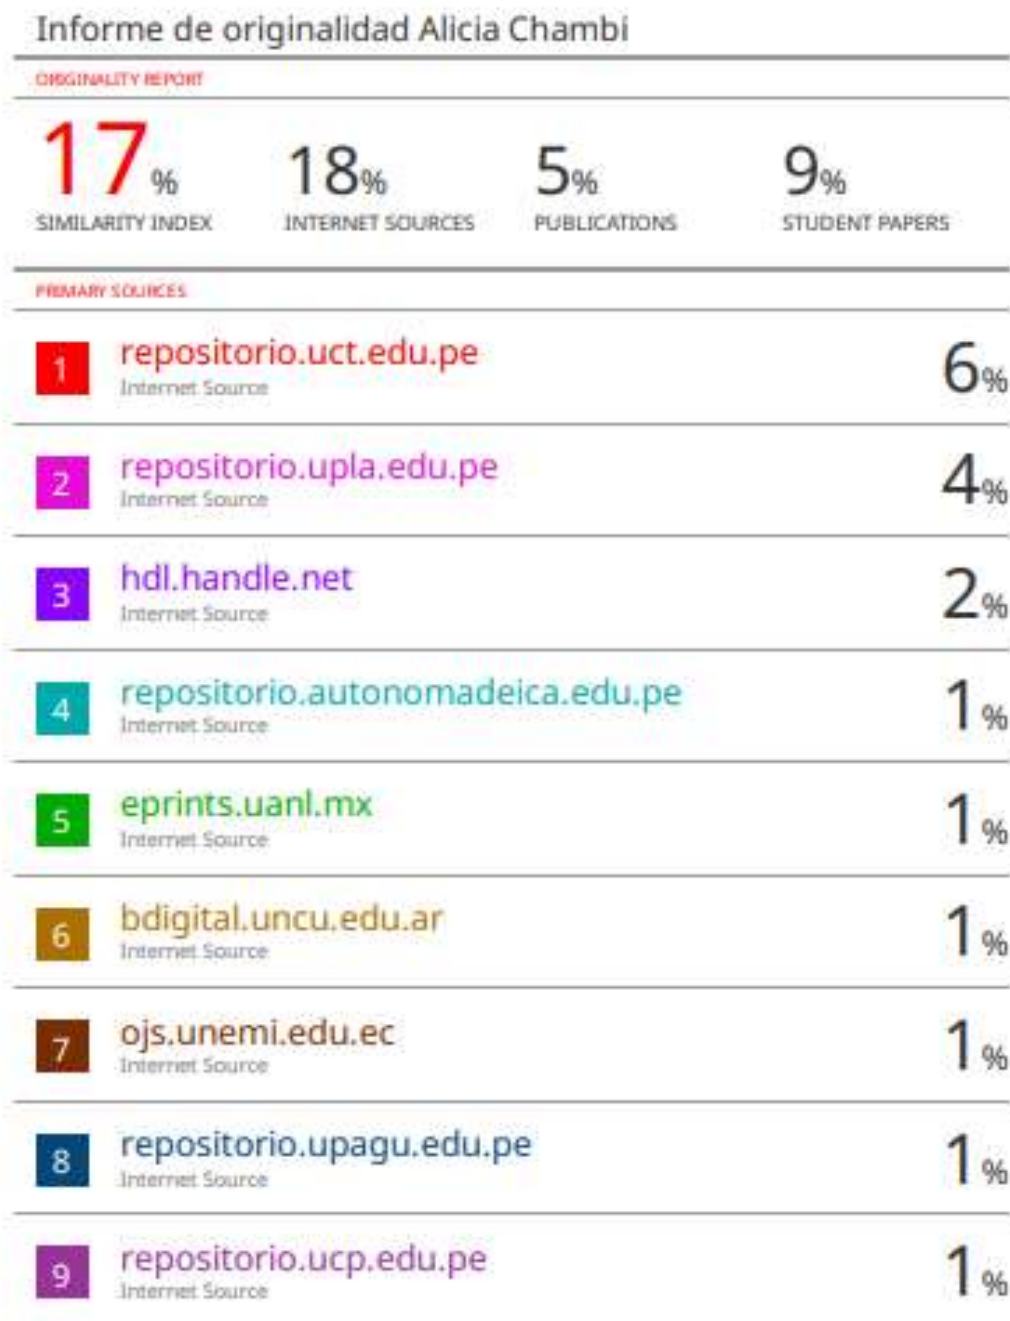 Informe de originalidad Alicia Chambi
ORIGINALITY REPORT
17% 18% 5% 9%
SIMILARITY INDEX INTERNET SOURCES PUBLICATIONS STUDENT PAPERS
PRIMARY SOURCES
1 repositorio.uct.edu.pe 6%
Internet Source
2 repositorio.upla.edu.pe 4%
Internet Source
3 hdl.handle.net 2%
Internet Source
4 repositorio.autonomadeica.edu.pe 1%
Internet Source
5 eprints.uanl.mx 1%
Internet Source
6 bdigital.uncu.edu.ar 1%
Internet Source
7 ojs.unemi.edu.ec 1%
Internet Source
8 repositorio.upagu.edu.pe 1%
Internet Source
9 repositorio.ucp.edu.pe 1%
Internet Source